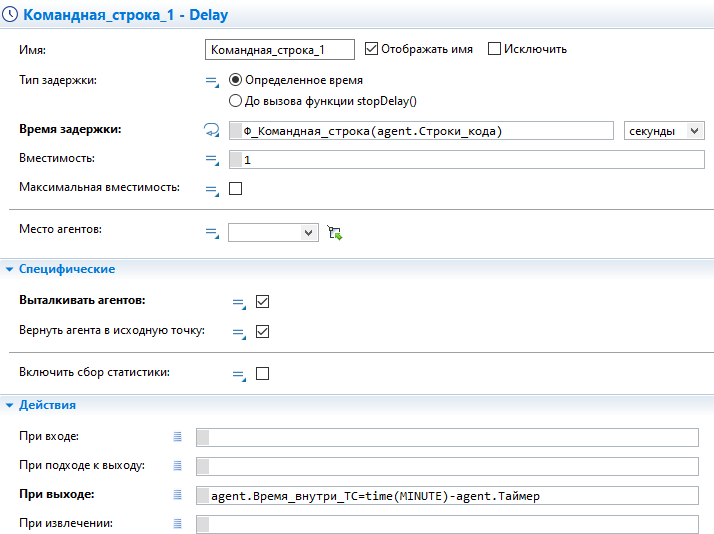 Командная_строка_1 - Delay
Имя: Командная_строка_1 Отображать имя Исключить
Тип задержки: Определенное время
До вызова функции stopDelay()
Время задержки: Ф_Командная_строка(agent.Строки_кода) секунды
Вместимость: 1
Максимальная вместимость:
Место агентов:
Специфические
Выталкивать агентов:
Вернуть агента в исходную точку:
Включить сбор статистики:
Действия
При входе:
При подходе к выходу:
При выходе: agent.Время_внутри_ТС=time(MINUTE)-agent.Таймер
При извлечении: